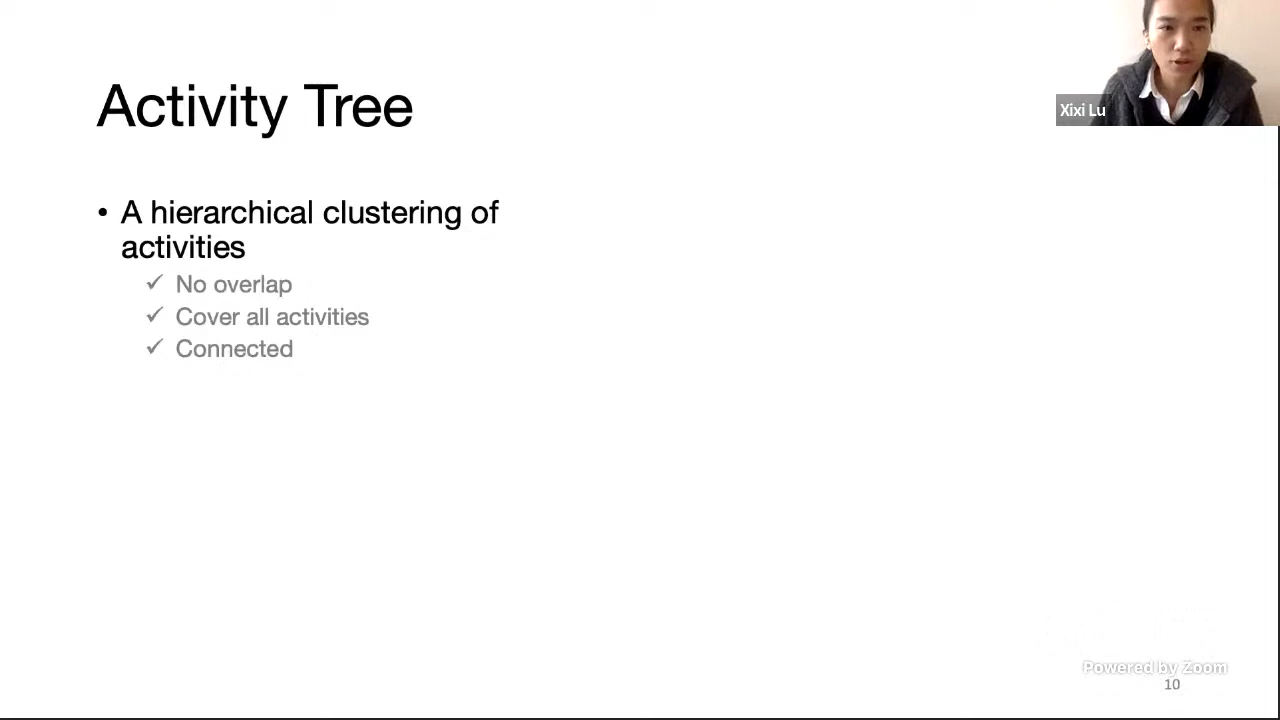 Activity Tree
Xixi Lu
• A hierarchical clustering of
activities
✓ No overlap
✓ Cover all activities
✓ Connected
Powered by Zoom
10